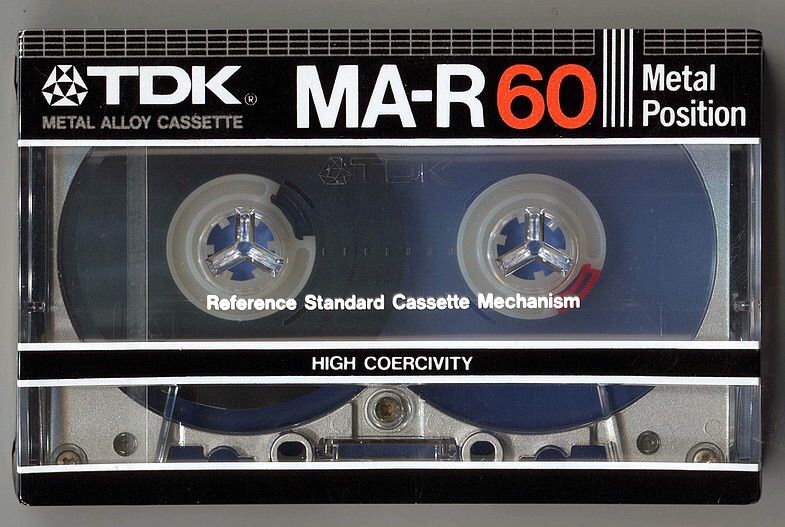 TDK®
METAL ALLOY CASSETTE
MA-R 60
Metal
Position
TDK
Reference Standard Cassette Mechanism
HIGH COERCIVITY